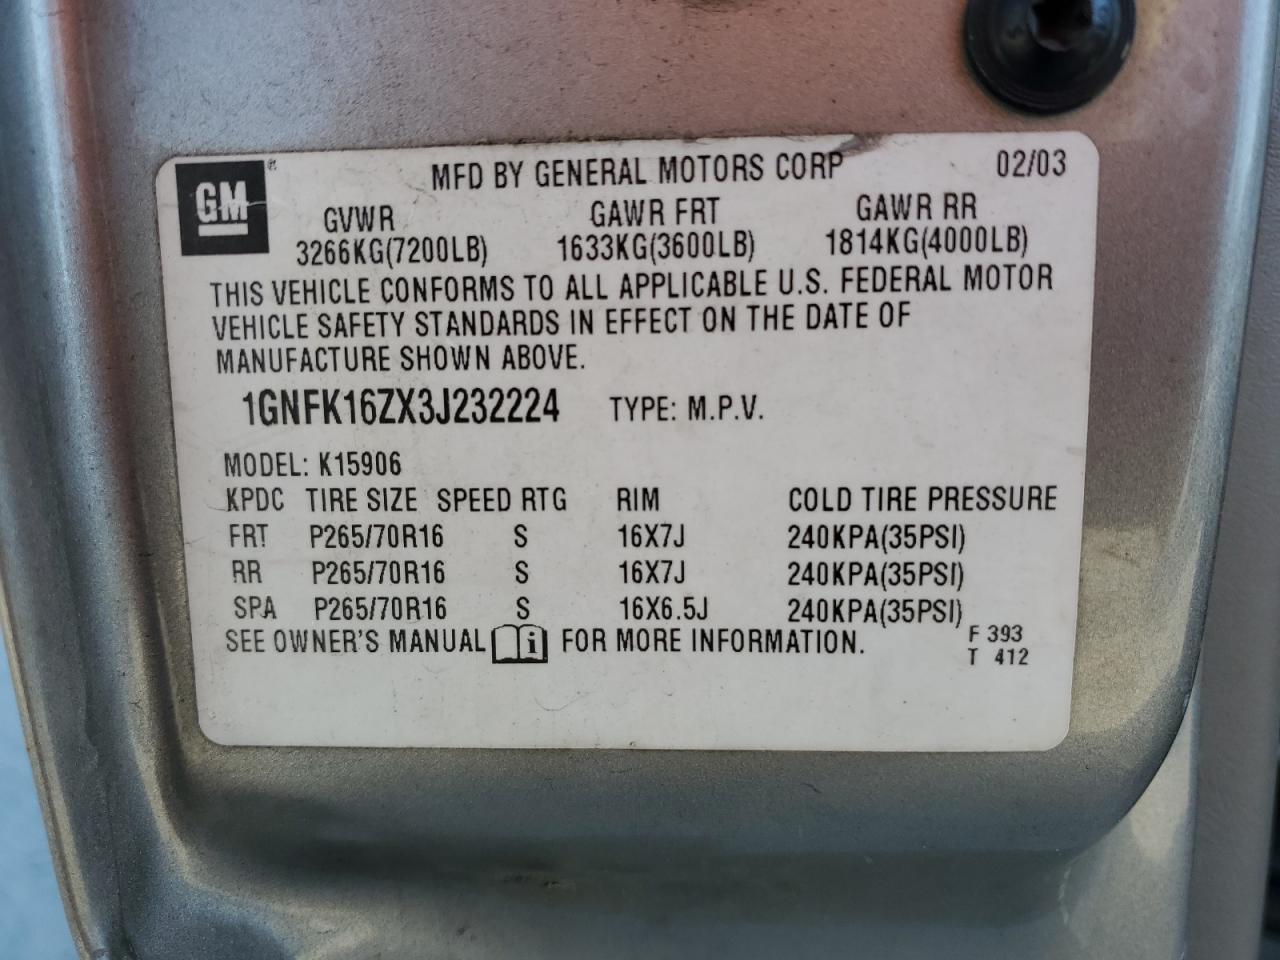 GM® MFD BY GENERAL MOTORS CORP 02/03
GVWR GAWR FRT GAWR RR
3266KG(7200LB) 1633KG(3600LB) 1814KG(4000LB)
THIS VEHICLE CONFORMS TO ALL APPLICABLE U.S. FEDERAL MOTOR
VEHICLE SAFETY STANDARDS IN EFFECT ON THE DATE OF
MANUFACTURE SHOWN ABOVE.
1GNFK16ZX3J232224 TYPE: M.P.V.
MODEL: K15906
KPDC TIRE SIZE SPEED RTG RIM COLD TIRE PRESSURE
FRT P265/70R16 S 16X7J 240KPA(35PSI)
RR P265/70R16 S 16X7J 240KPA(35PSI)
SPA P265/70R16 S 16X6.5J 240KPA(35PSI)
SEE OWNER'S MANUAL i FOR MORE INFORMATION. F 393
T 412